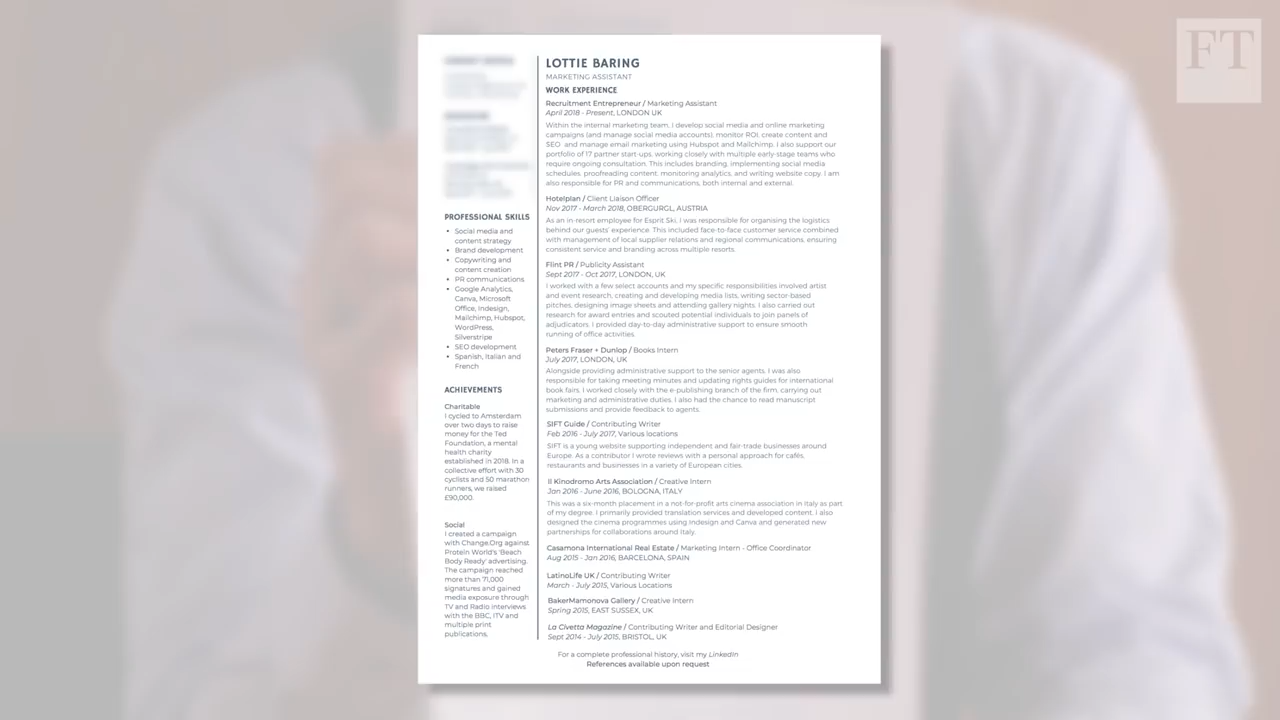 FT
PROFESSIONAL SKILLS
• Social media and
content strategy
• Brand development
• Copywriting and
content creation
• PR communications
• Google Analytics,
Canva, Microsoft
Office, Indesign,
Mailchimp, Hubspot,
WordPress,
Silverstripe
• SEO development
• Spanish, Italian and
French
ACHIEVEMENTS
Charitable
I cycled to Amsterdam
over two days to raise
money for the Ted
Foundation, a mental
health charity
established in 2018. In a
collective effort with 30
cyclists and 50 marathon
runners, we raised
£90,000.
Social
I created a campaign
with Change.Org against
Protein World's 'Beach
Body Ready' advertising.
The campaign reached
more than 71,000
signatures and gained
media exposure through
TV and Radio interviews
with the BBC, ITV and
multiple print
publications.
LOTTIE BARING
MARKETING ASSISTANT
WORK EXPERIENCE
Recruitment Entrepreneur / Marketing Assistant
April 2018 - Present, LONDON UK
Within the internal marketing team, I develop social media and online marketing
campaigns (and manage social media accounts), monitor ROI, create content and
SEO and manage email marketing using Hubspot and Mailchimp. I also support our
portfolio of 17 partner start-ups, working closely with multiple early-stage teams who
require ongoing consultation. This includes branding, implementing social media
schedules, proofreading content, monitoring analytics, and writing website copy. I am
also responsible for PR and communications, both internal and external.
Hotelplan / Client Liaison Officer
Nov 2017 - March 2018, OBERGURGL, AUSTRIA
As an in-resort employee for Esprit Ski, I was responsible for organising the logistics
behind our guests' experience. This included face-to-face customer service combined
with management of local supplier relations and regional communications, ensuring
consistent service and branding across multiple resorts.
Flint PR / Publicity Assistant
Sept 2017 - Oct 2017, LONDON, UK
I worked with a few select accounts and my specific responsibilities involved artist
and event research, creating and developing media lists, writing sector-based
pitches, designing image sheets and attending gallery nights. I also carried out
research for award entries and scouted potential individuals to join panels of
adjudicators. I provided day-to-day administrative support to ensure smooth
running of office activities.
Peters Fraser + Dunlop / Books Intern
July 2017, LONDON, UK
Alongside providing administrative support to the senior agents. I was also
responsible for taking meeting minutes and updating rights guides for international
book fairs. I worked closely with the e-publishing branch of the firm, carrying out
marketing and administrative duties. I also had the chance to read manuscript
submissions and provide feedback to agents.
SIFT Guide / Contributing Writer
Feb 2016 - July 2017, Various locations
SIFT is a young website supporting independent and fair-trade businesses around
Europe. As a contributor I wrote reviews with a personal approach for cafés,
restaurants and businesses in a variety of European cities.
Il Kinodromo Arts Association / Creative Intern
Jan 2016 - June 2016, BOLOGNA, ITALY
This was a six-month placement in a not-for-profit arts cinema association in Italy as part
of my degree. I primarily provided translation services and developed content. I also
designed the cinema programmes using Indesign and Canva and generated new
partnerships for collaborations around Italy.
Casamona International Real Estate / Marketing Intern - Office Coordinator
Aug 2015 - Jan 2016, BARCELONA, SPAIN
LatinoLife UK / Contributing Writer
March - July 2015, Various Locations
BakerMamonova Gallery / Creative Intern
Spring 2015, EAST SUSSEX, UK
La Civetta Magazine / Contributing Writer and Editorial Designer
Sept 2014 - July 2015, BRISTOL, UK
For a complete professional history, visit my LinkedIn
References available upon request